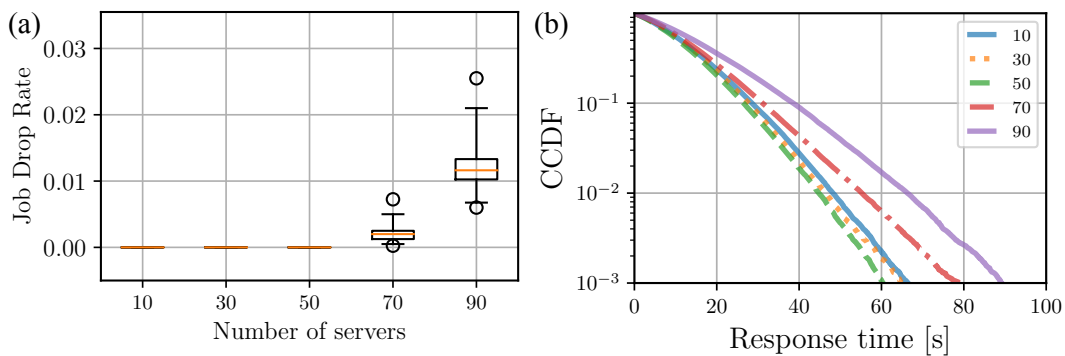 (a)
Job Drop Rate
0.03
0.02
0.01
0.00
10 30 50 70 90
Number of servers
(b)
CCDF
10⁻¹
10⁻²
10⁻³
0 20 40 60 80 100
Response time [s]
10
30
50
70
90